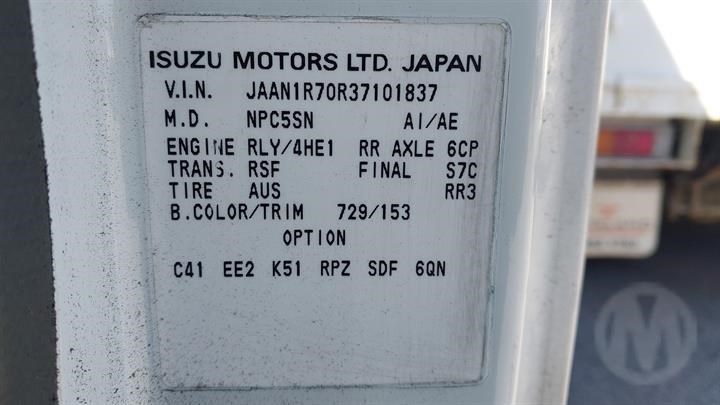 ISUZU MOTORS LTD. JAPAN
V.I.N. JAAN1R70R37101837
M.D. NPC5SN AI/AE
ENGINE RLY/4HE1 RR AXLE 6CP
TRANS. RSF FINAL S7C
TIRE AUS RR3
B.COLOR/TRIM 729/153
OPTION
C41 EE2 K51 RPZ SDF 6QN
M